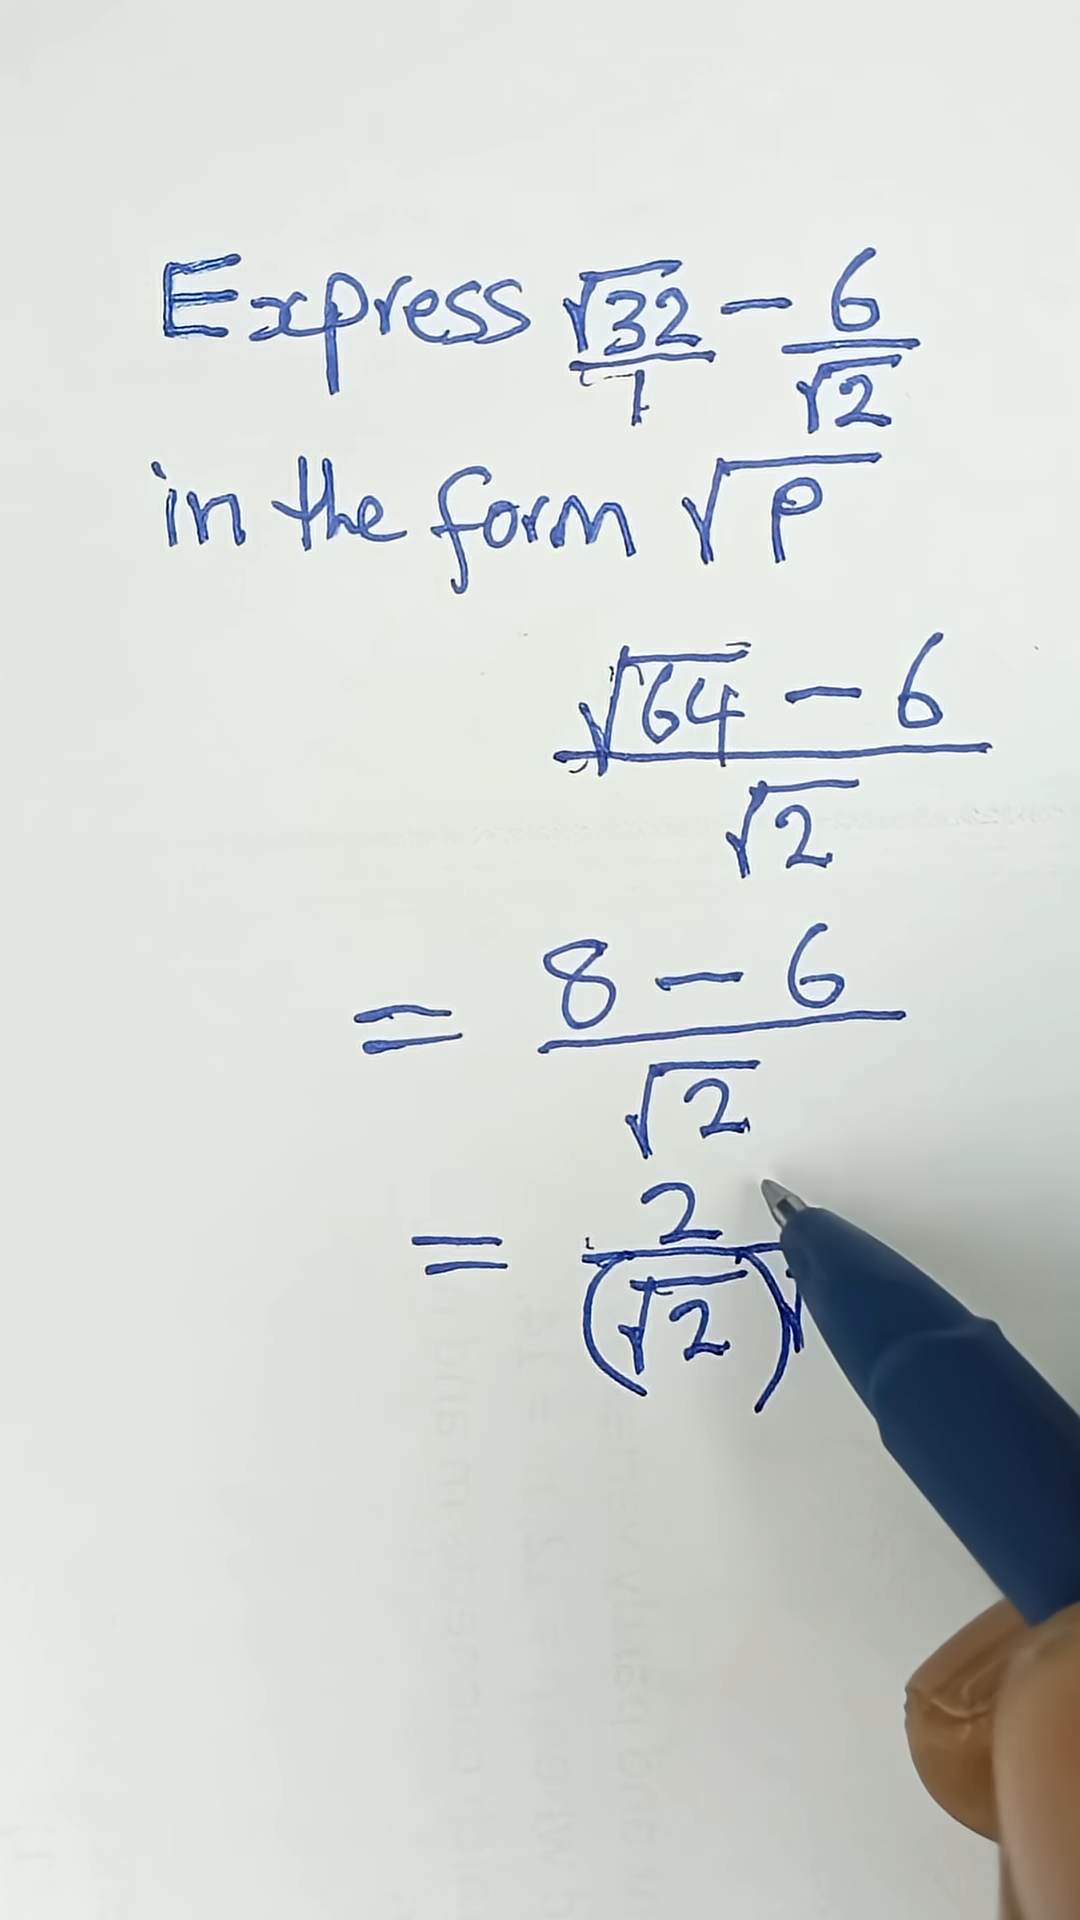 Express √32/1 − 6/√2
in the form √p
(√64 − 6)/√2
= (8 − 6)/√2
= 2/(√2)√